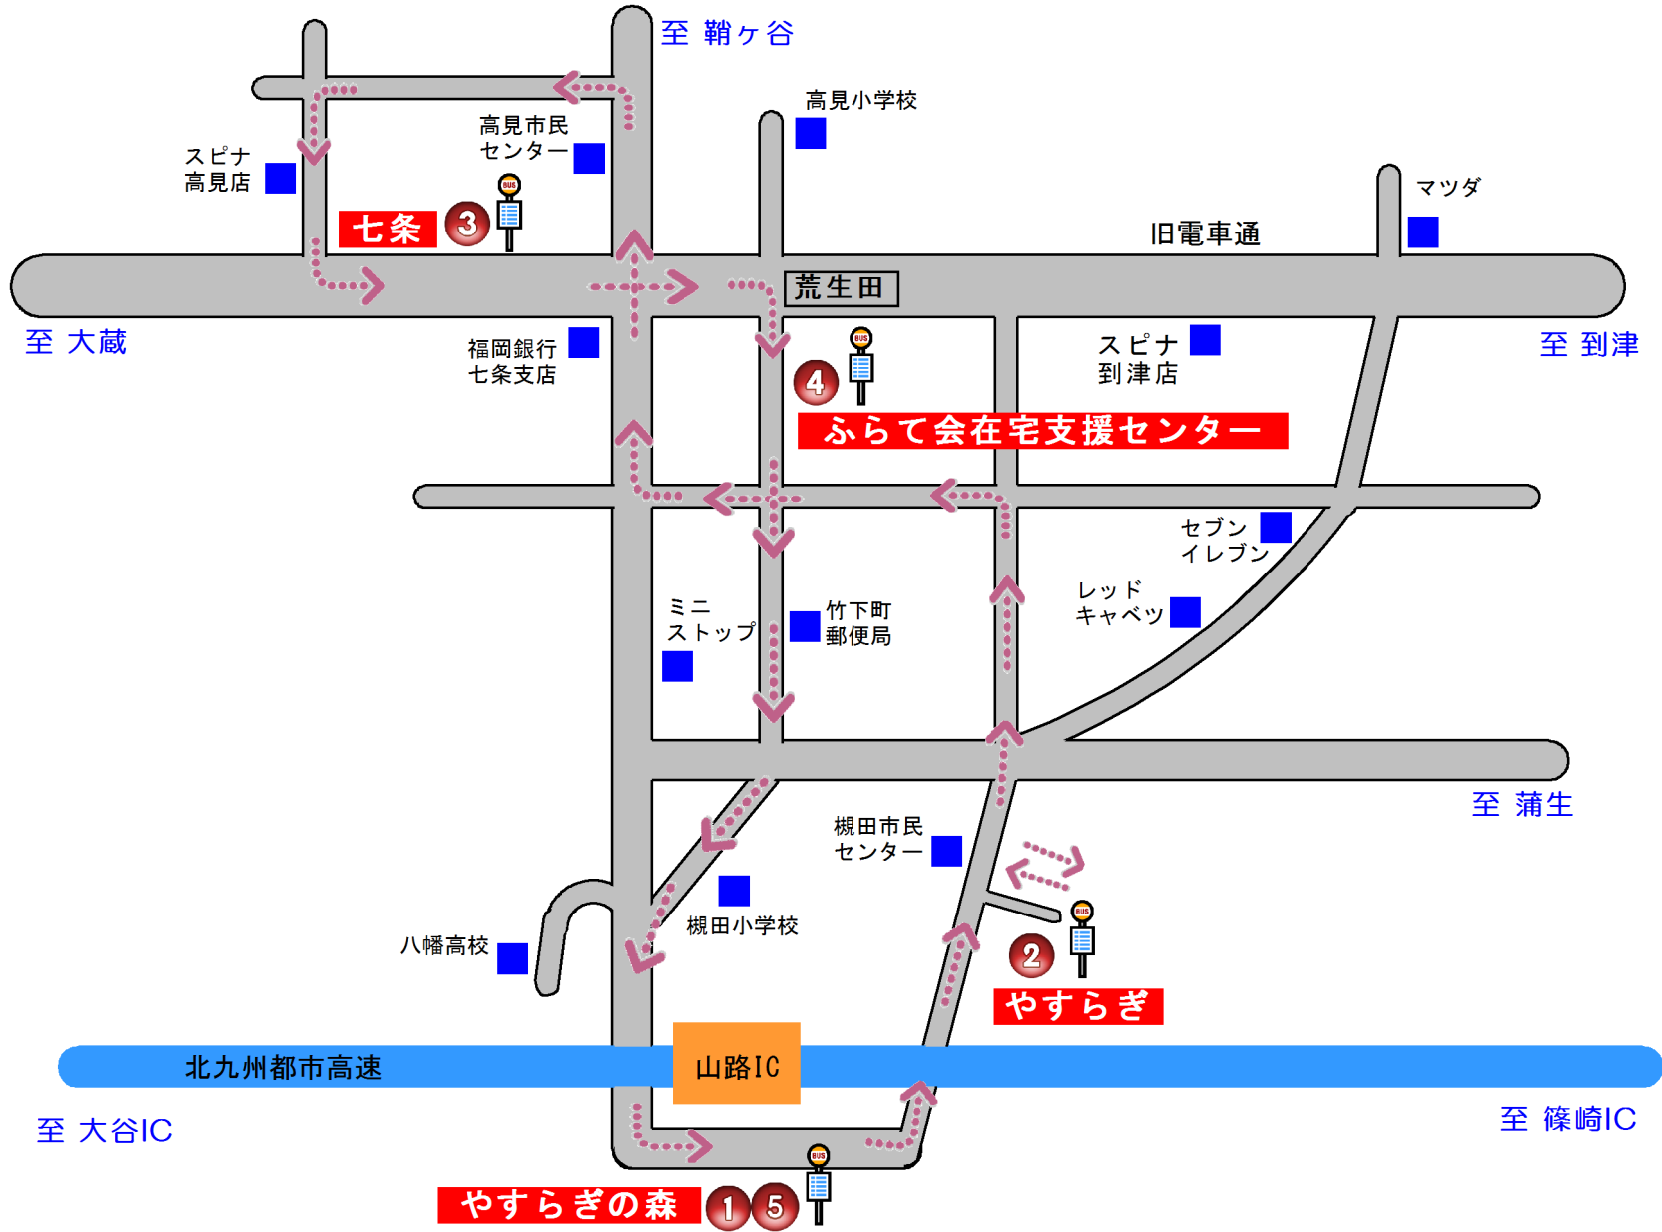 至 鞘ヶ谷
高見小学校
高見市民
センター
スピナ
高見店
BUS
七条
3
マツダ
旧電車通
荒生田
至 大蔵
福岡銀行
七条支店
BUS
4
スピナ
到津店
至 到津
ふらて会在宅支援センター
セブン
イレブン
レッド
キャベツ
ミニ
ストップ
竹下町
郵便局
至 蒲生
槻田市民
センター
槻田小学校
八幡高校
BUS
2
やすらぎ
北九州都市高速
山路IC
至 大谷IC
至 篠崎IC
BUS
やすらぎの森
1
5